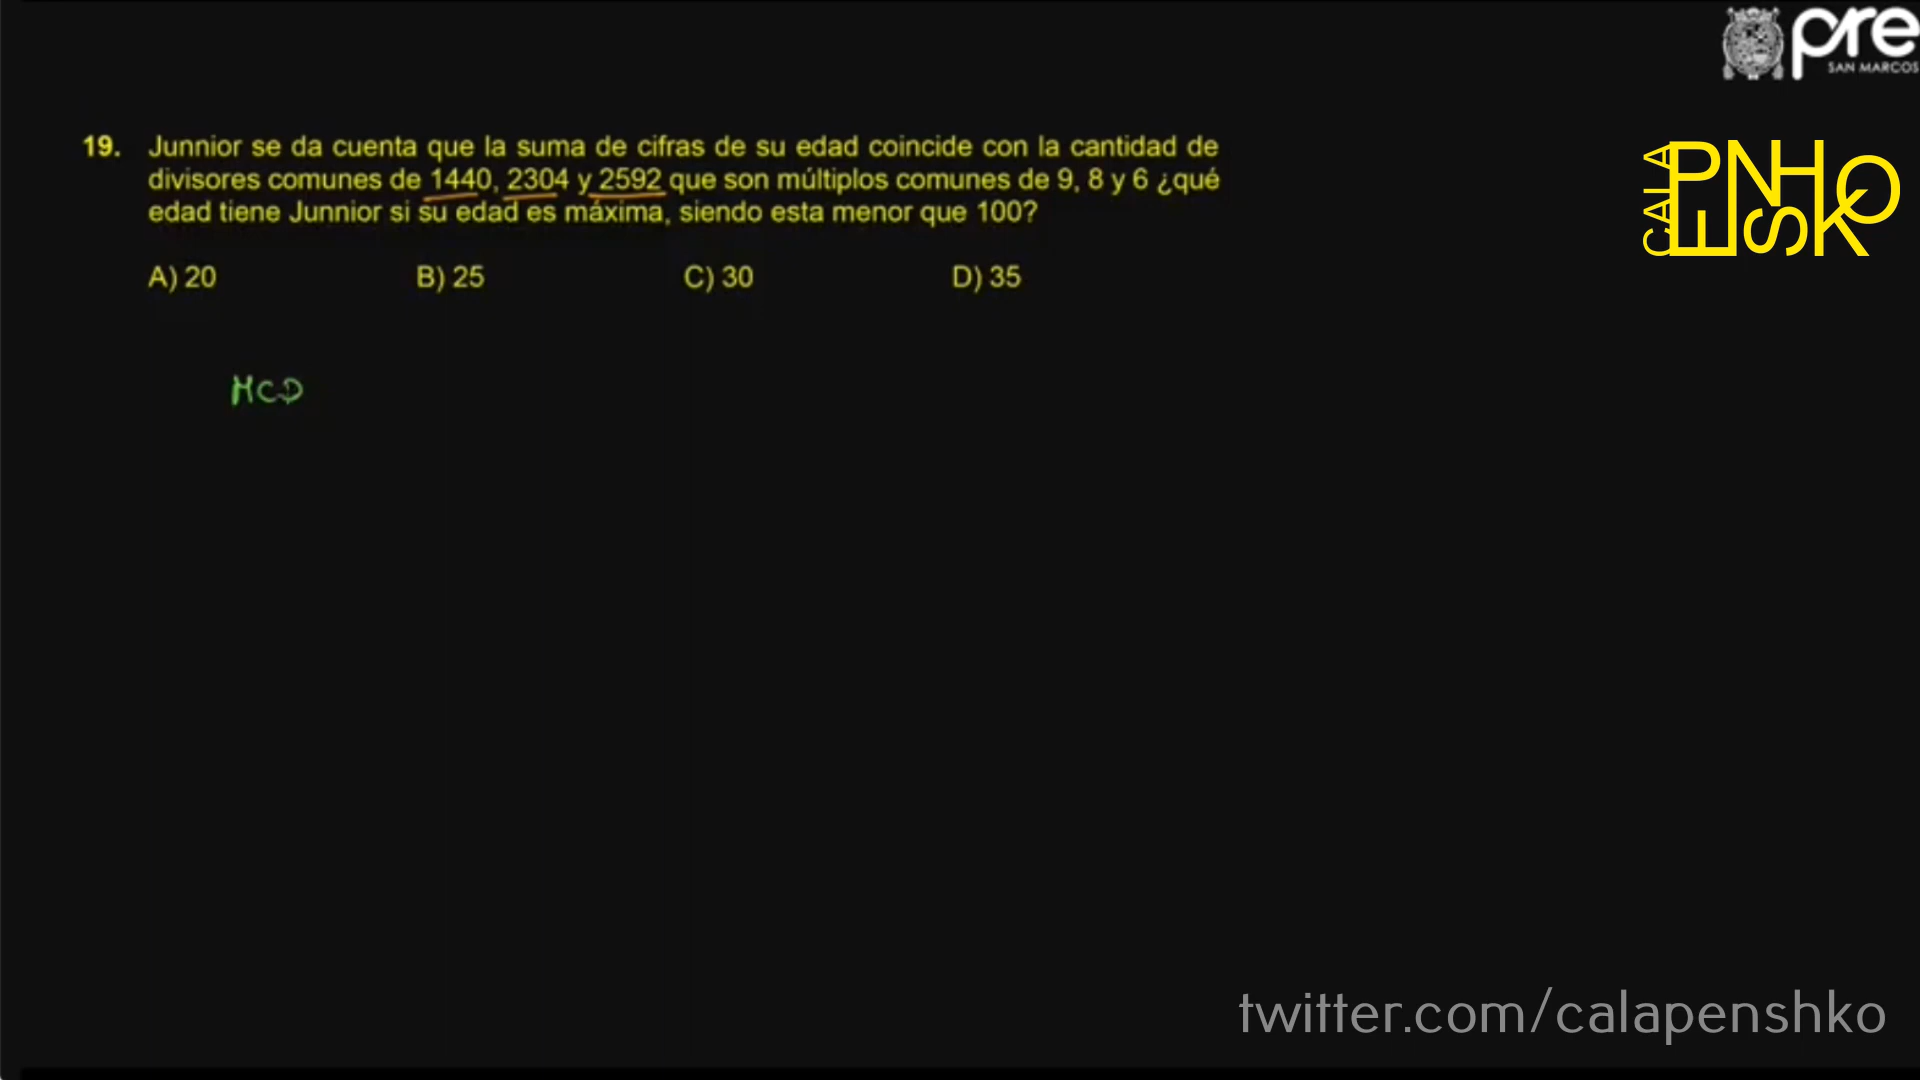 pre
SAN MARCOS
19. Junnior se da cuenta que la suma de cifras de su edad coincide con la cantidad de
divisores comunes de 1440, 2304 y 2592 que son múltiplos comunes de 9, 8 y 6 ¿qué
edad tiene Junnior si su edad es máxima, siendo esta menor que 100?
A) 20 B) 25 C) 30 D) 35
CALA PENSHKO
MCD
twitter.com/calapenshko